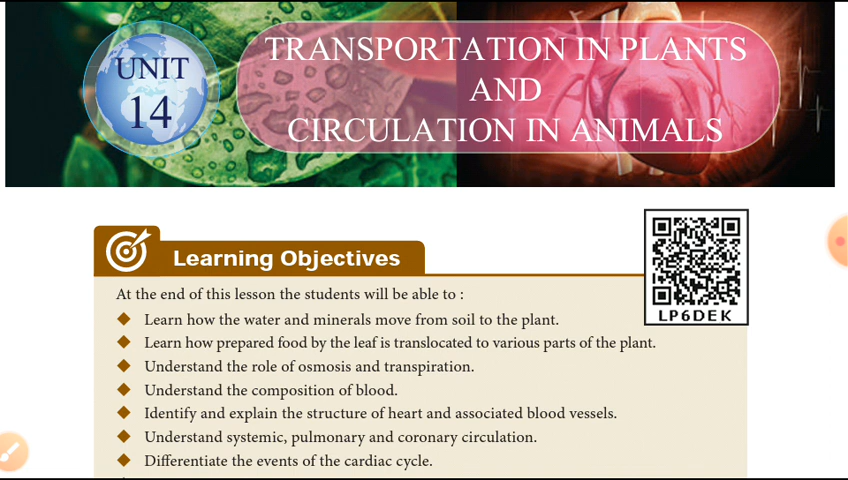 UNIT
14
TRANSPORTATION IN PLANTS
AND
CIRCULATION IN ANIMALS
Learning Objectives
LP6DEK
At the end of this lesson the students will be able to :
Learn how the water and minerals move from soil to the plant.
Learn how prepared food by the leaf is translocated to various parts of the plant.
Understand the role of osmosis and transpiration.
Understand the composition of blood.
Identify and explain the structure of heart and associated blood vessels.
Understand systemic, pulmonary and coronary circulation.
Differentiate the events of the cardiac cycle.